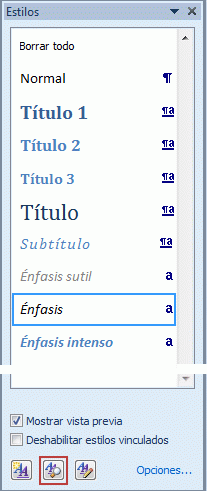 Estilos
Borrar todo
Normal ¶
Título 1 ¶a
Título 2 ¶a
Título 3 ¶a
Título ¶a
Subtítulo ¶a
Énfasis sutil a
Énfasis a
Énfasis intenso a
Mostrar vista previa
Deshabilitar estilos vinculados
Opciones...